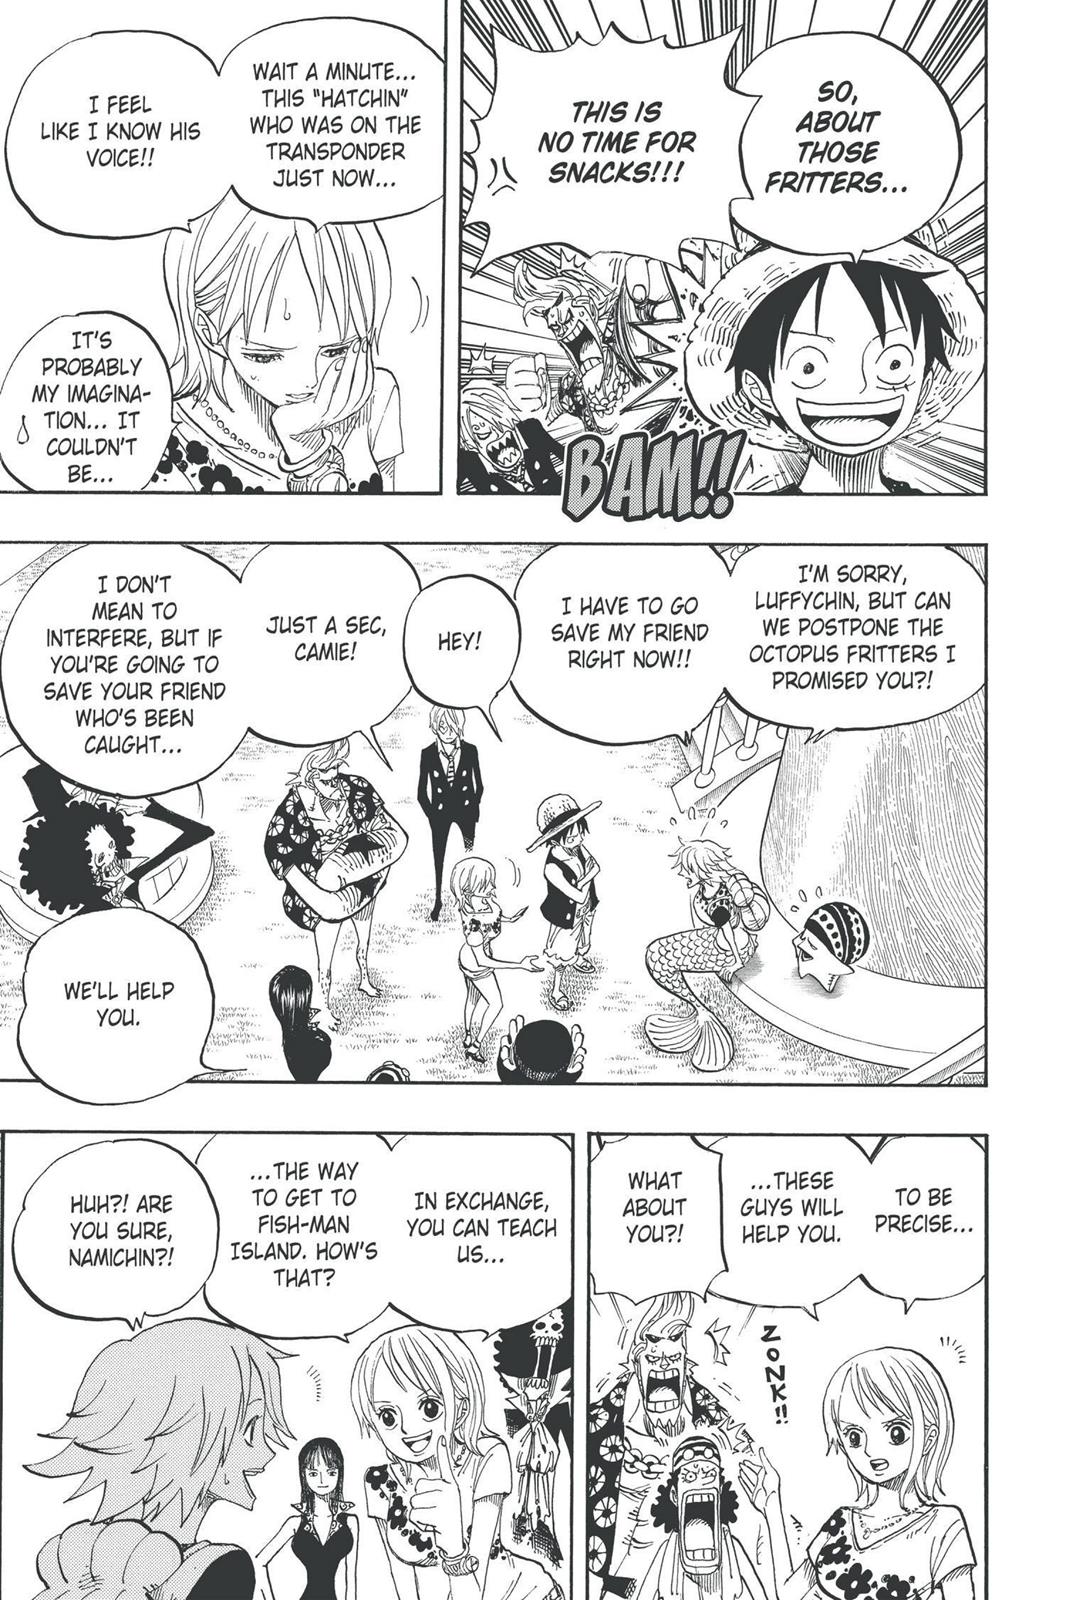 SO,
ABOUT
THOSE
FRITTERS...
THIS IS
NO TIME FOR
SNACKS!!!
BAM!!
WAIT A MINUTE...
THIS "HATCHIN"
WHO WAS ON THE
TRANSPONDER
JUST NOW...
I FEEL
LIKE I KNOW HIS
VOICE!!
IT'S
PROBABLY
MY IMAGINA-
TION... IT
COULDN'T
BE...
I'M SORRY,
LUFFYCHIN, BUT CAN
WE POSTPONE THE
OCTOPUS FRITTERS I
PROMISED YOU?!
I HAVE TO GO
SAVE MY FRIEND
RIGHT NOW!!
HEY!
JUST A SEC,
CAMIE!
I DON'T
MEAN TO
INTERFERE, BUT IF
YOU'RE GOING TO
SAVE YOUR FRIEND
WHO'S BEEN
CAUGHT...
WE'LL HELP
YOU.
TO BE
PRECISE...
...THESE
GUYS WILL
HELP YOU.
WHAT
ABOUT
YOU?!
ZONK!!
IN EXCHANGE,
YOU CAN TEACH
US...
...THE WAY
TO GET TO
FISH-MAN
ISLAND. HOW'S
THAT?
HUH?! ARE
YOU SURE,
NAMICHIN?!